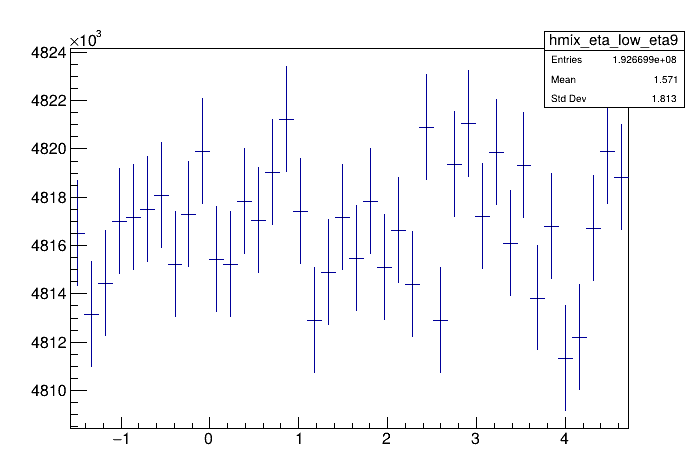 ×10³
hmix_eta_low_eta9
Entries 1.926699e+08
Mean 1.571
Std Dev 1.813
4824
4822
4820
4818
4816
4814
4812
4810
−1 0 1 2 3 4